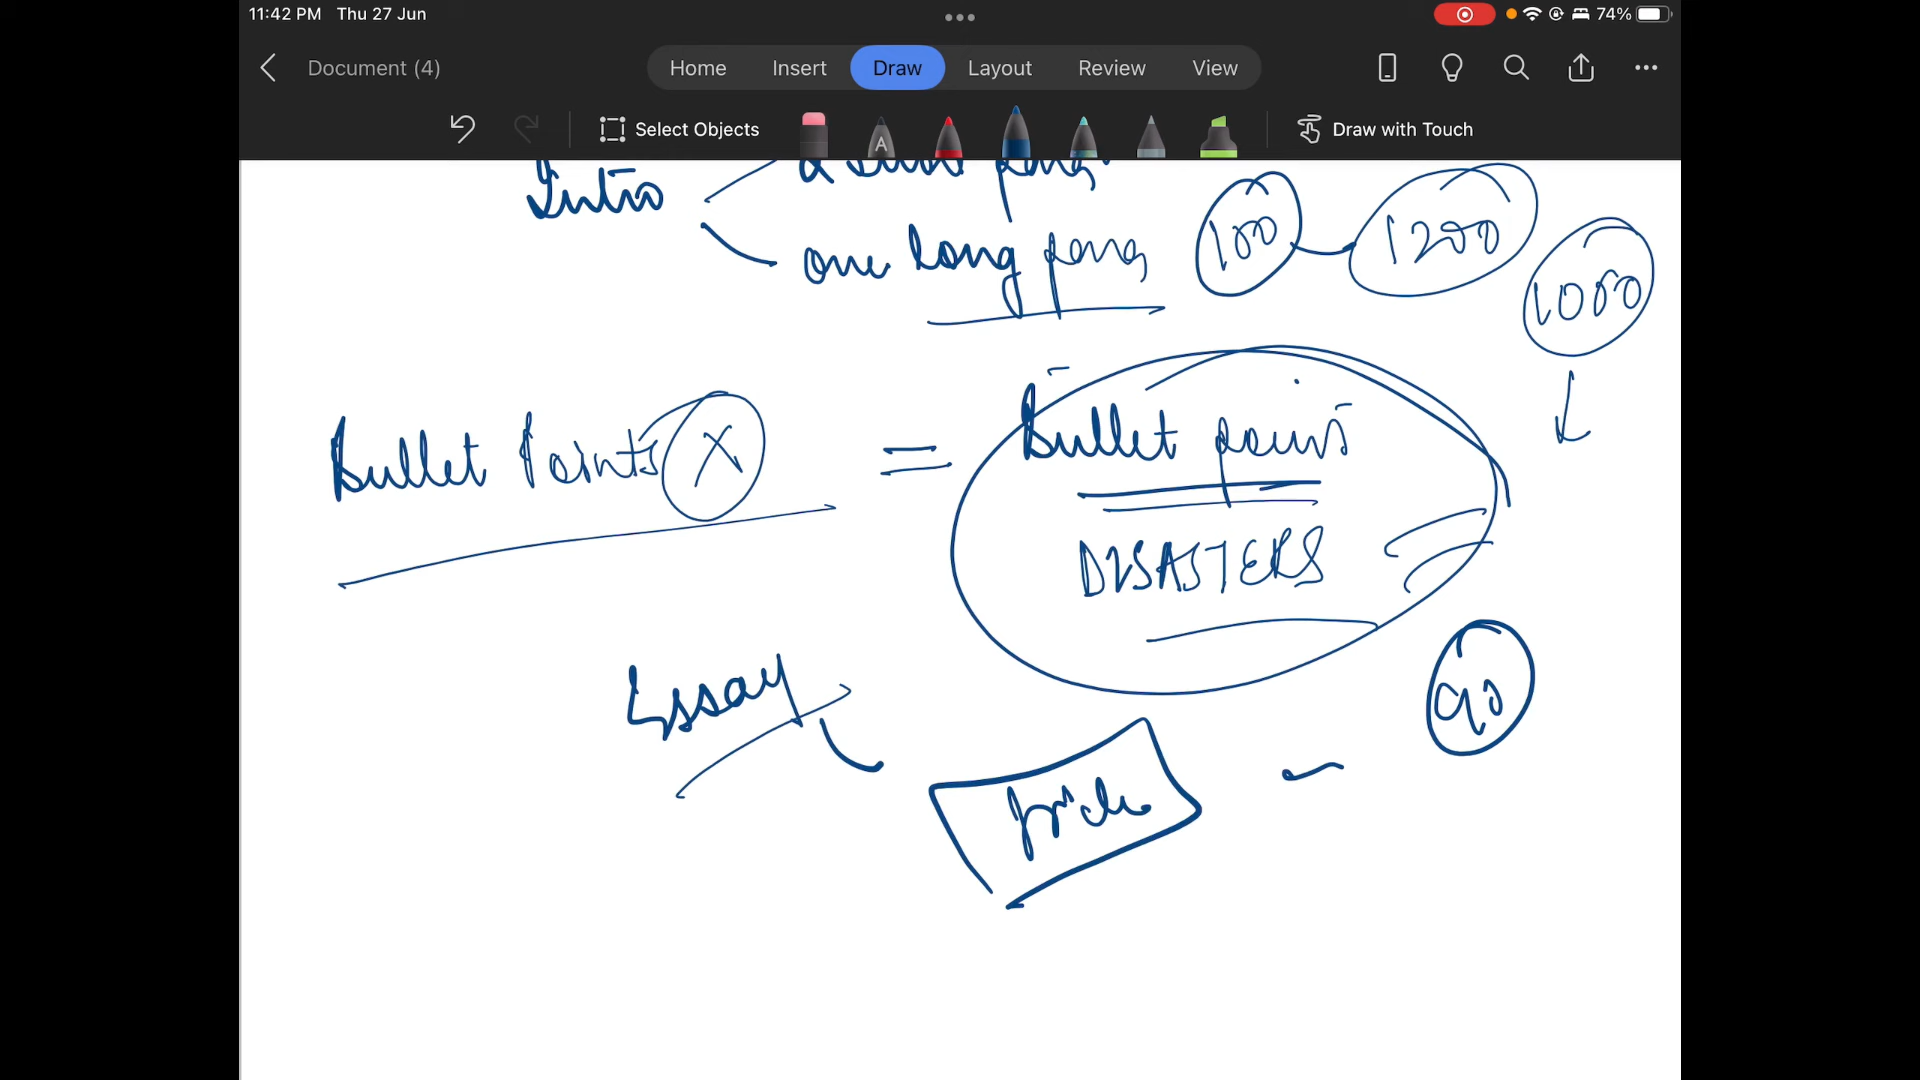 11:42 PM Thu 27 Jun
74%
Document (4)
Home Insert Draw Layout Review View
Select Objects
A
Draw with Touch
Intro
one long para
100 1200
1000
Bullet Points X = Bullet points
DISASTERS
Essay
90